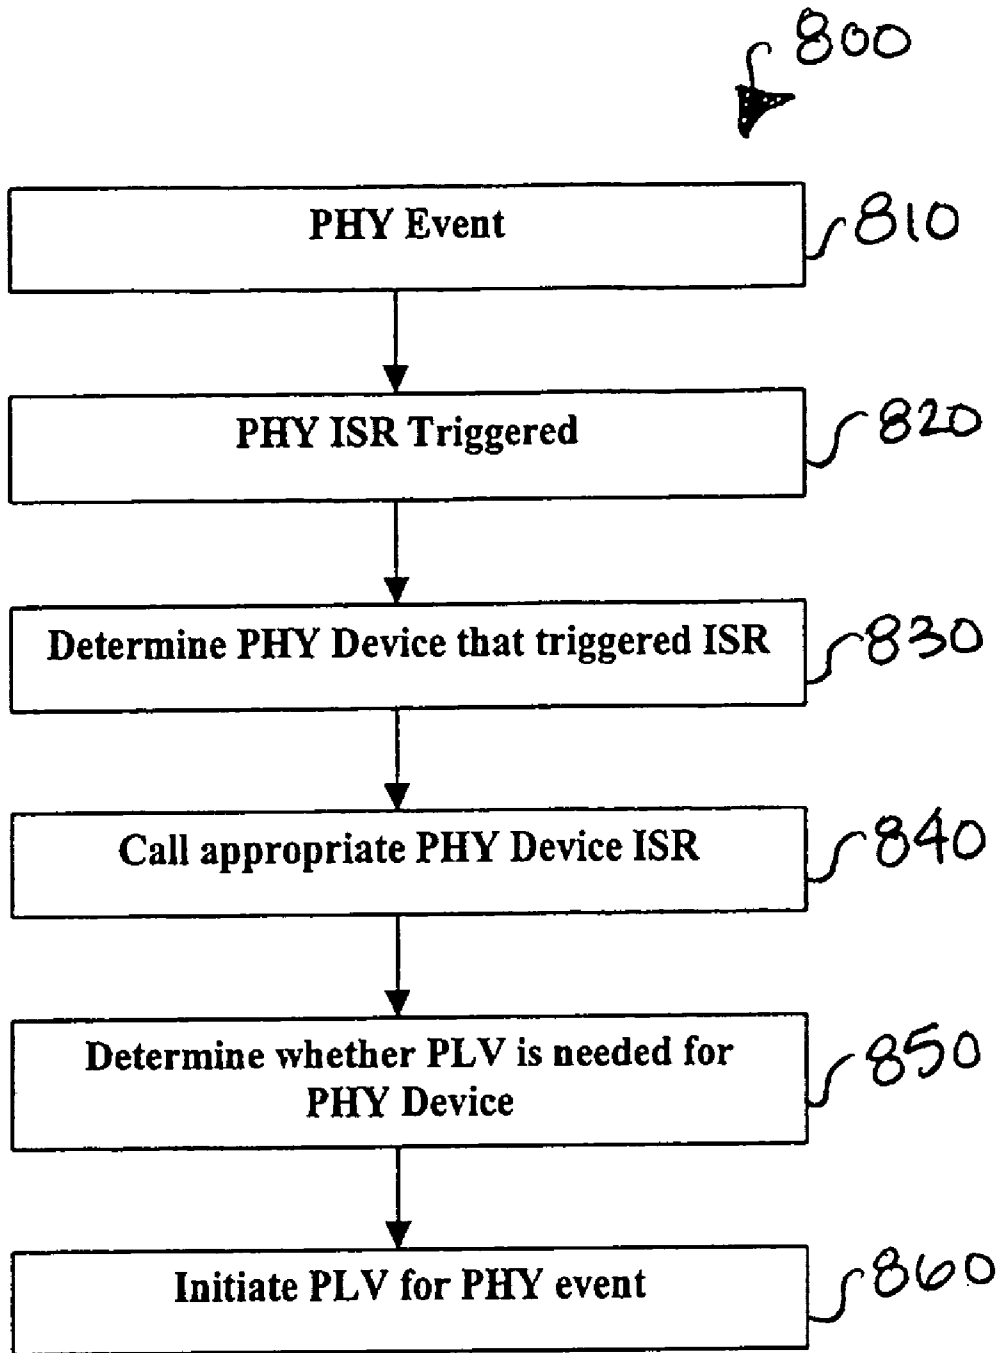 800
PHY Event
810
PHY ISR Triggered
820
Determine PHY Device that triggered ISR
830
Call appropriate PHY Device ISR
840
Determine whether PLV is needed for
PHY Device
850
Initiate PLV for PHY event
860